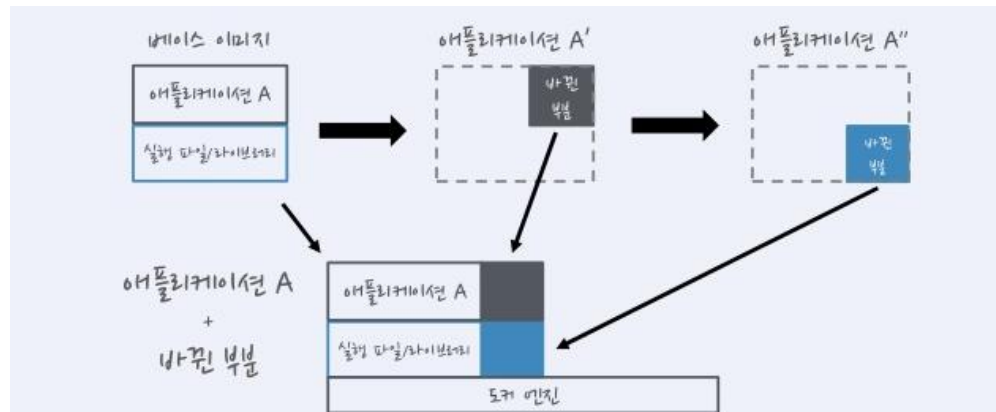 베이스 이미지
애플리케이션 A
실행 파일/라이브러리
애플리케이션 A'
바뀐
부분
애플리케이션 A''
바뀐
부분
애플리케이션 A
+
바뀐 부분
애플리케이션 A
실행 파일/라이브러리
도커 엔진